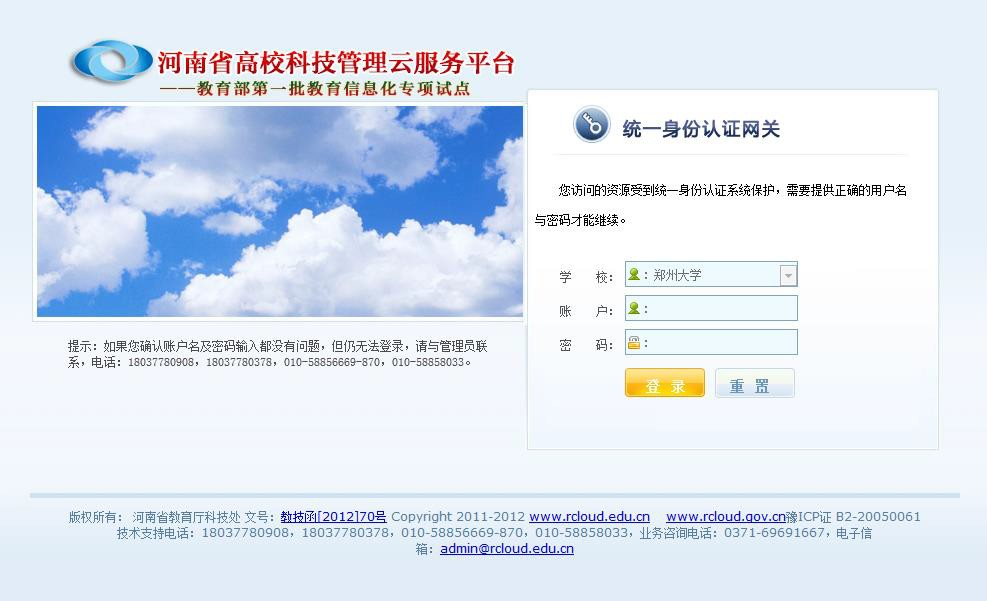 河南省高校科技管理云服务平台
——教育部第一批教育信息化专项试点
统一身份认证网关
您访问的资源受到统一身份认证系统保护，需要提供正确的用户名
与密码才能继续。
学 校： ：郑州大学
账 户： ：
密 码： ：
登 录 重 置
提示：如果您确认账户名及密码输入都没有问题，但仍无法登录，请与管理员联
系，电话：18037780908，18037780378，010-58856669-870，010-58858033。
版权所有： 河南省教育厅科技处 文号：教技函[2012]70号 Copyright 2011-2012 www.rcloud.edu.cn www.rcloud.gov.cn豫ICP证 B2-20050061
技术支持电话：18037780908，18037780378，010-58856669-870，010-58858033，业务咨询电话：0371-69691667，电子信
箱：admin@rcloud.edu.cn